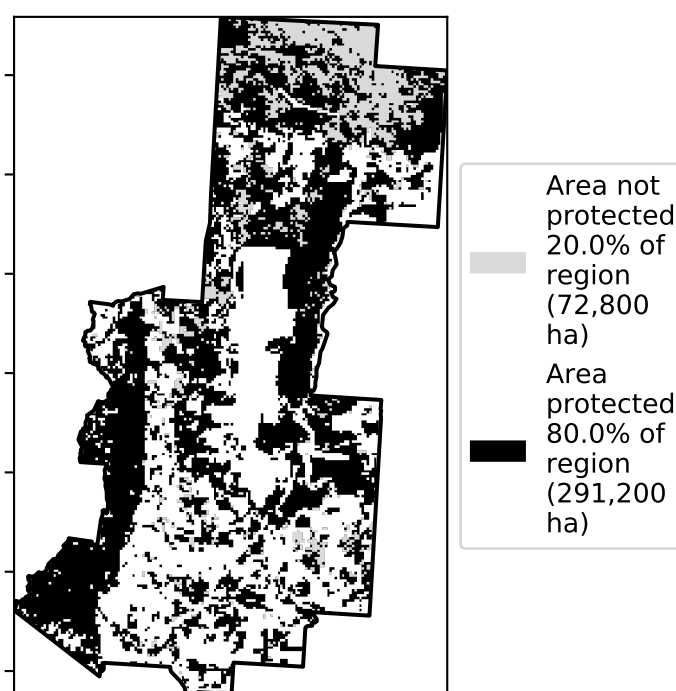 Area not
protected
20.0% of
region
(72,800
ha)
Area
protected
80.0% of
region
(291,200
ha)